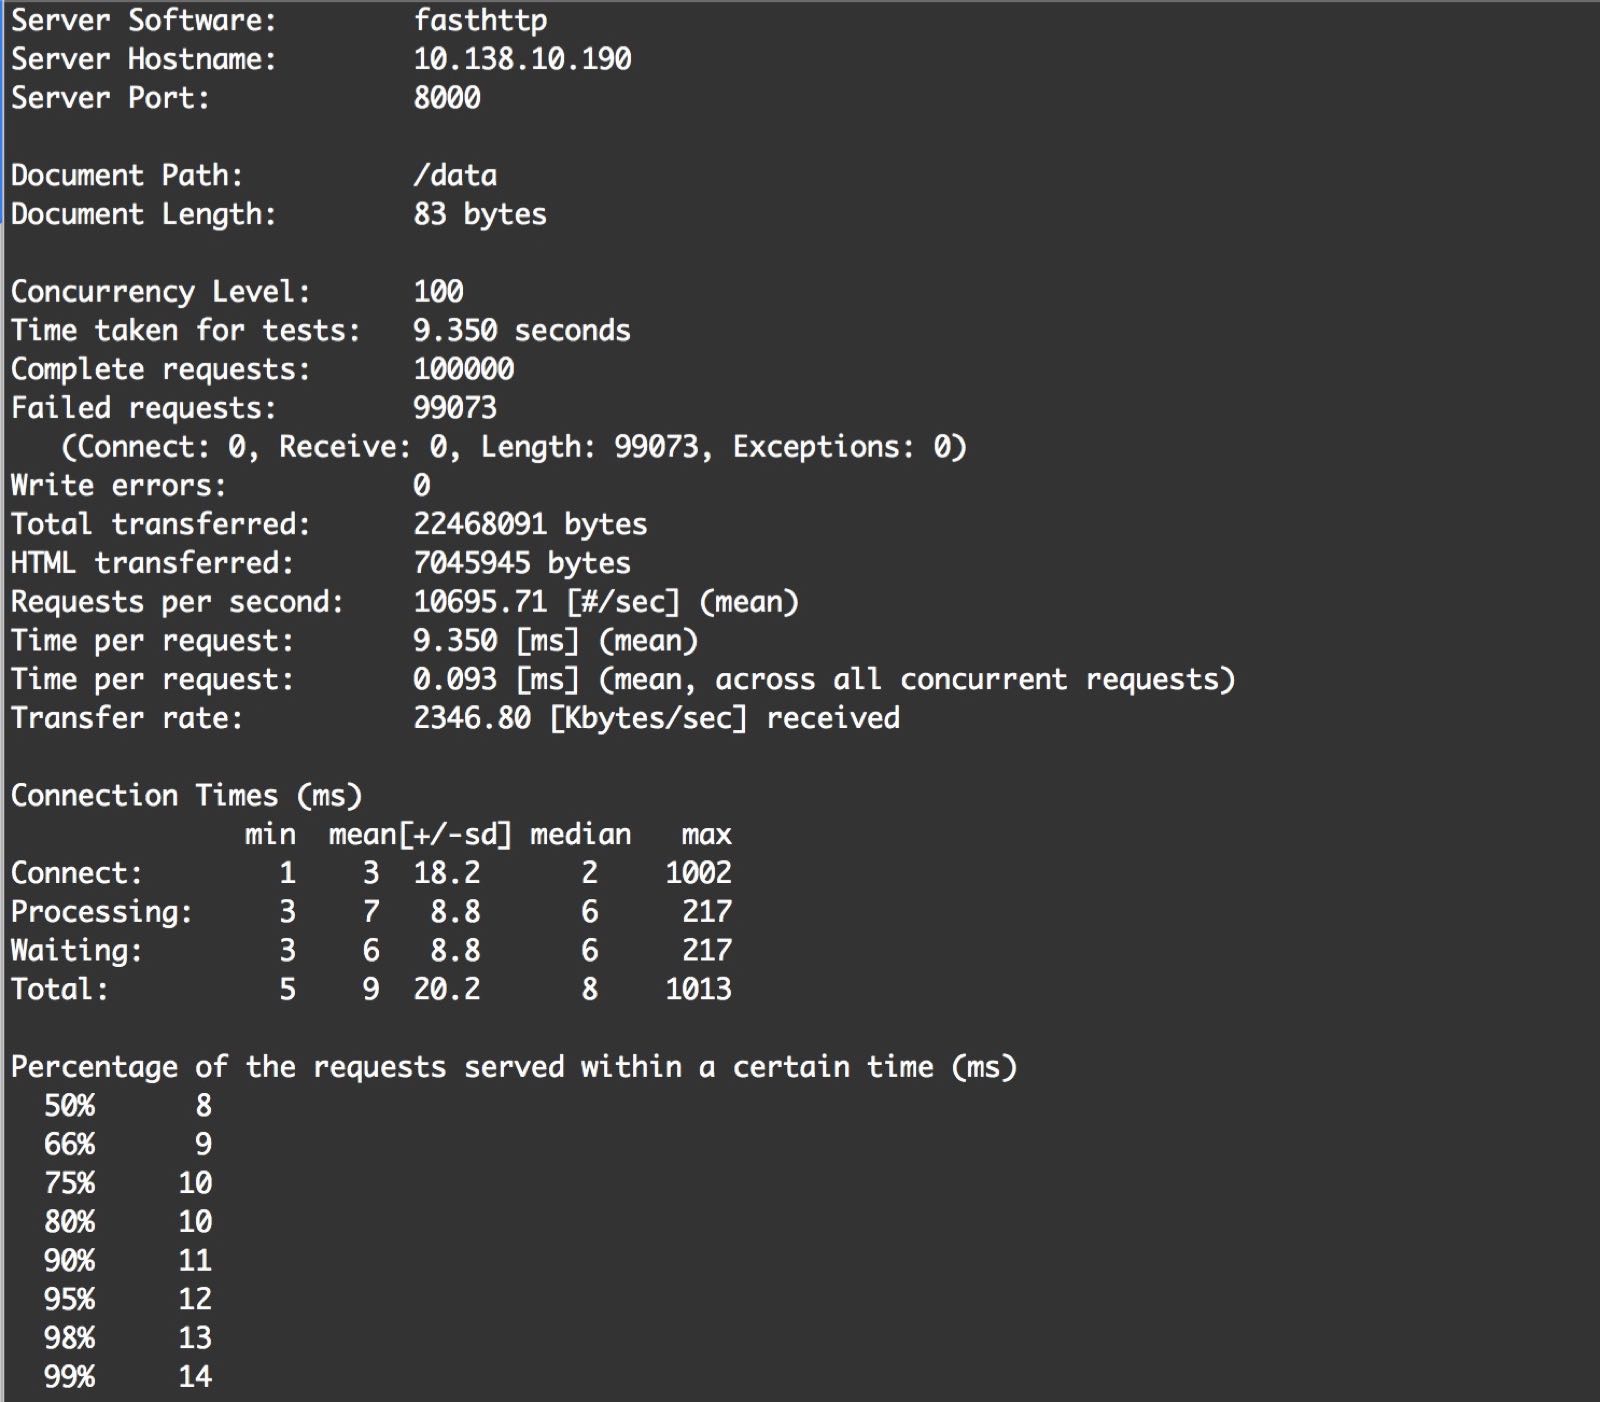 Server Software:        fasthttp
Server Hostname:        10.138.10.190
Server Port:            8000
Document Path:          /data
Document Length:        83 bytes
Concurrency Level:      100
Time taken for tests:   9.350 seconds
Complete requests:      100000
Failed requests:        99073
   (Connect: 0, Receive: 0, Length: 99073, Exceptions: 0)
Write errors:           0
Total transferred:      22468091 bytes
HTML transferred:       7045945 bytes
Requests per second:    10695.71 [#/sec] (mean)
Time per request:       9.350 [ms] (mean)
Time per request:       0.093 [ms] (mean, across all concurrent requests)
Transfer rate:          2346.80 [Kbytes/sec] received
Connection Times (ms)
              min  mean[+/-sd] median   max
Connect:        1    3  18.2      2    1002
Processing:     3    7   8.8      6     217
Waiting:        3    6   8.8      6     217
Total:          5    9  20.2      8    1013
Percentage of the requests served within a certain time (ms)
  50%      8
  66%      9
  75%     10
  80%     10
  90%     11
  95%     12
  98%     13
  99%     14